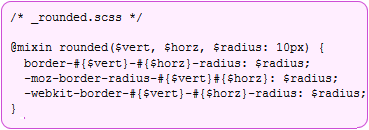 /* _rounded.scss */

@mixin rounded($vert, $horz, $radius: 10px) {
  border-#{$vert}-#{$horz}-radius: $radius;
  -moz-border-radius-#{$vert}#{$horz}: $radius;
  -webkit-border-#{$vert}-#{$horz}-radius: $radius;
}